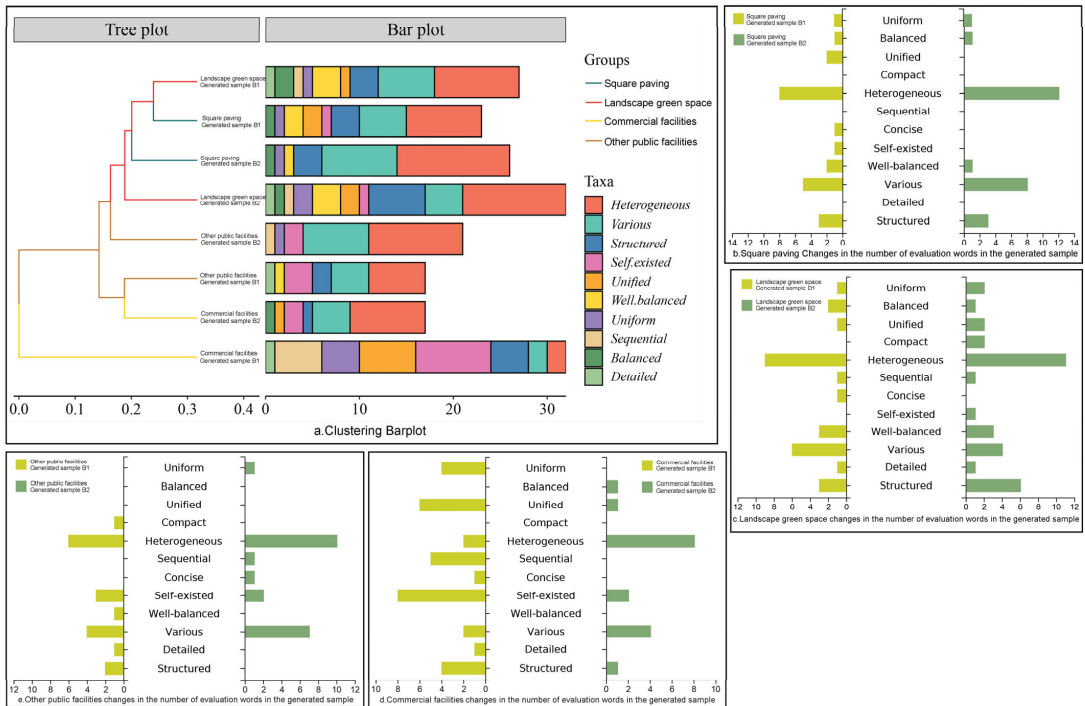 Tree plot
Bar plot
Landscape green space
Generated sample B1
Square paving
Generated sample B1
Square paving
Generated sample B2
Landscape green space
Generated sample B2
Other public facilities
Generated sample B2
Other public facilities
Generated sample B1
Commercial facilities
Generated sample B2
Commercial facilities
Generated sample B1
0.0 0.1 0.2 0.3 0.4
0 10 20 30
Groups
Square paving
Landscape green space
Commercial facilities
Other public facilities
Taxa
Heterogeneous
Various
Structured
Self.existed
Unified
Well.balanced
Uniform
Sequential
Balanced
Detailed
a.Clustering Barplot
Square paving
Generated sample B1
Square paving
Generated sample B2
Uniform
Balanced
Unified
Compact
Heterogeneous
Sequential
Concise
Self-existed
Well-balanced
Various
Detailed
Structured
14 12 10 8 6 4 2 0
0 2 4 6 8 10 12 14
b.Square paving Changes in the number of evaluation words in the generated sample
Landscape green space
Generated sample B1
Landscape green space
Generated sample B2
Uniform
Balanced
Unified
Compact
Heterogeneous
Sequential
Concise
Self-existed
Well-balanced
Various
Detailed
Structured
12 10 8 6 4 2 0
0 2 4 6 8 10 12
c.Landscape green space changes in the number of evaluation words in the generated sample
Other public facilities
Generated sample B1
Other public facilities
Generated sample B2
Uniform
Balanced
Unified
Compact
Heterogeneous
Sequential
Concise
Self-existed
Well-balanced
Various
Detailed
Structured
12 10 8 6 4 2 0
0 2 4 6 8 10 12
e.Other public facilities changes in the number of evaluation words in the generated sample
Commercial facilities
Generated sample B1
Commercial facilities
Generated sample B2
Uniform
Balanced
Unified
Compact
Heterogeneous
Sequential
Concise
Self-existed
Well-balanced
Various
Detailed
Structured
10 8 6 4 2 0
0 2 4 6 8 10
d.Commercial facilities changes in the number of evaluation words in the generated sample